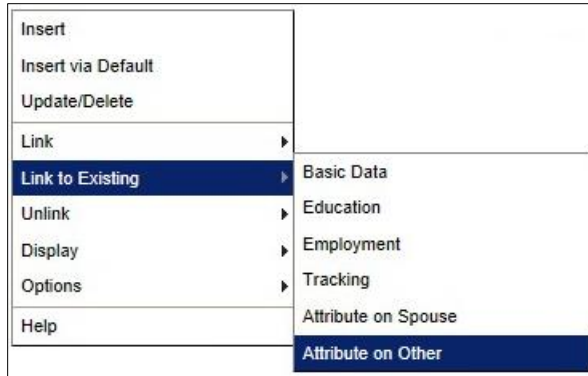 Insert
Insert via Default
Update/Delete
Link
Link to Existing
Unlink
Display
Options
Help
Basic Data
Education
Employment
Tracking
Attribute on Spouse
Attribute on Other